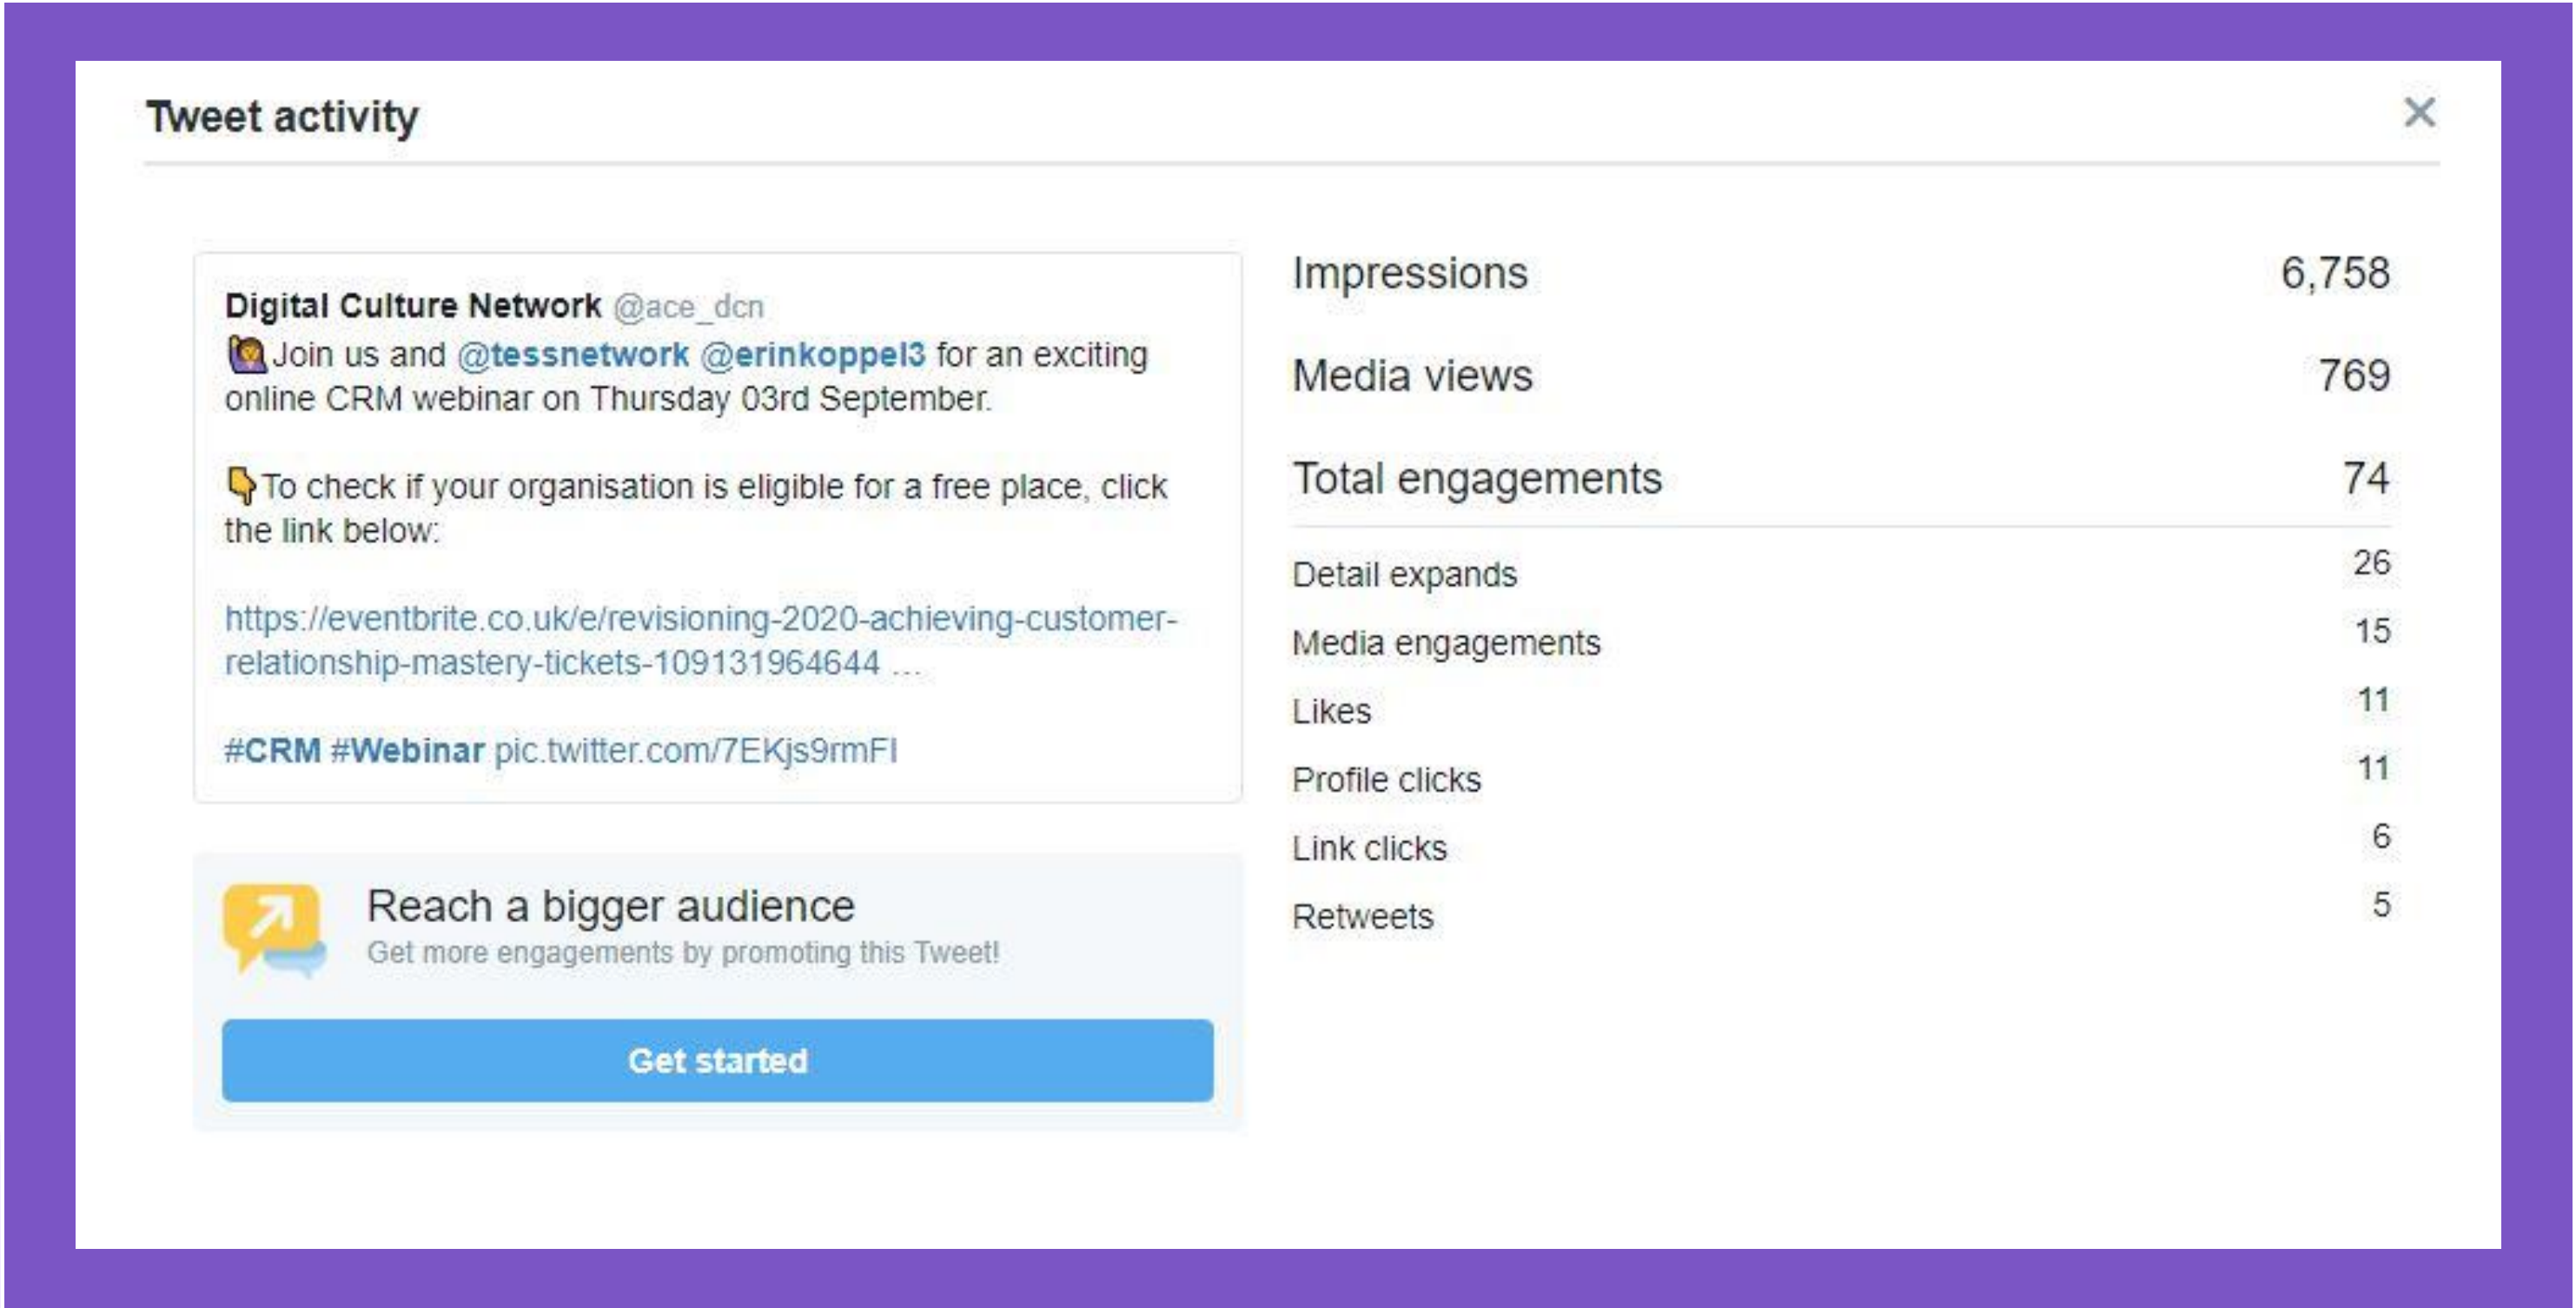 Tweet activity
Digital Culture Network @ace_dcn
🙋Join us and @tessnetwork @erinkoppel3 for an exciting
online CRM webinar on Thursday 03rd September.
👇To check if your organisation is eligible for a free place, click
the link below:
https://eventbrite.co.uk/e/revisioning-2020-achieving-customer-
relationship-mastery-tickets-109131964644 ...
#CRM #Webinar pic.twitter.com/7EKjs9rmFI
Reach a bigger audience
Get more engagements by promoting this Tweet!
Get started
Impressions 6,758
Media views 769
Total engagements 74
Detail expands 26
Media engagements 15
Likes 11
Profile clicks 11
Link clicks 6
Retweets 5